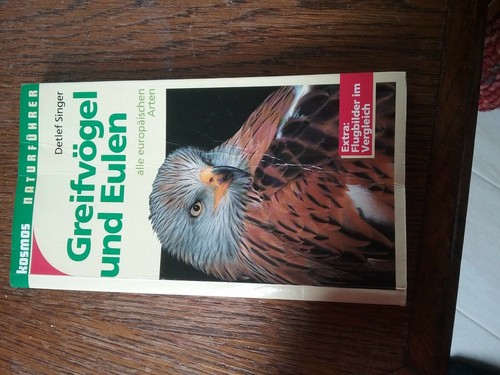 kosmos NATURFÜHRER
Detlef Singer
Greifvögel
und Eulen
alle europäischen
Arten
Extra:
Flugbilder im
Vergleich